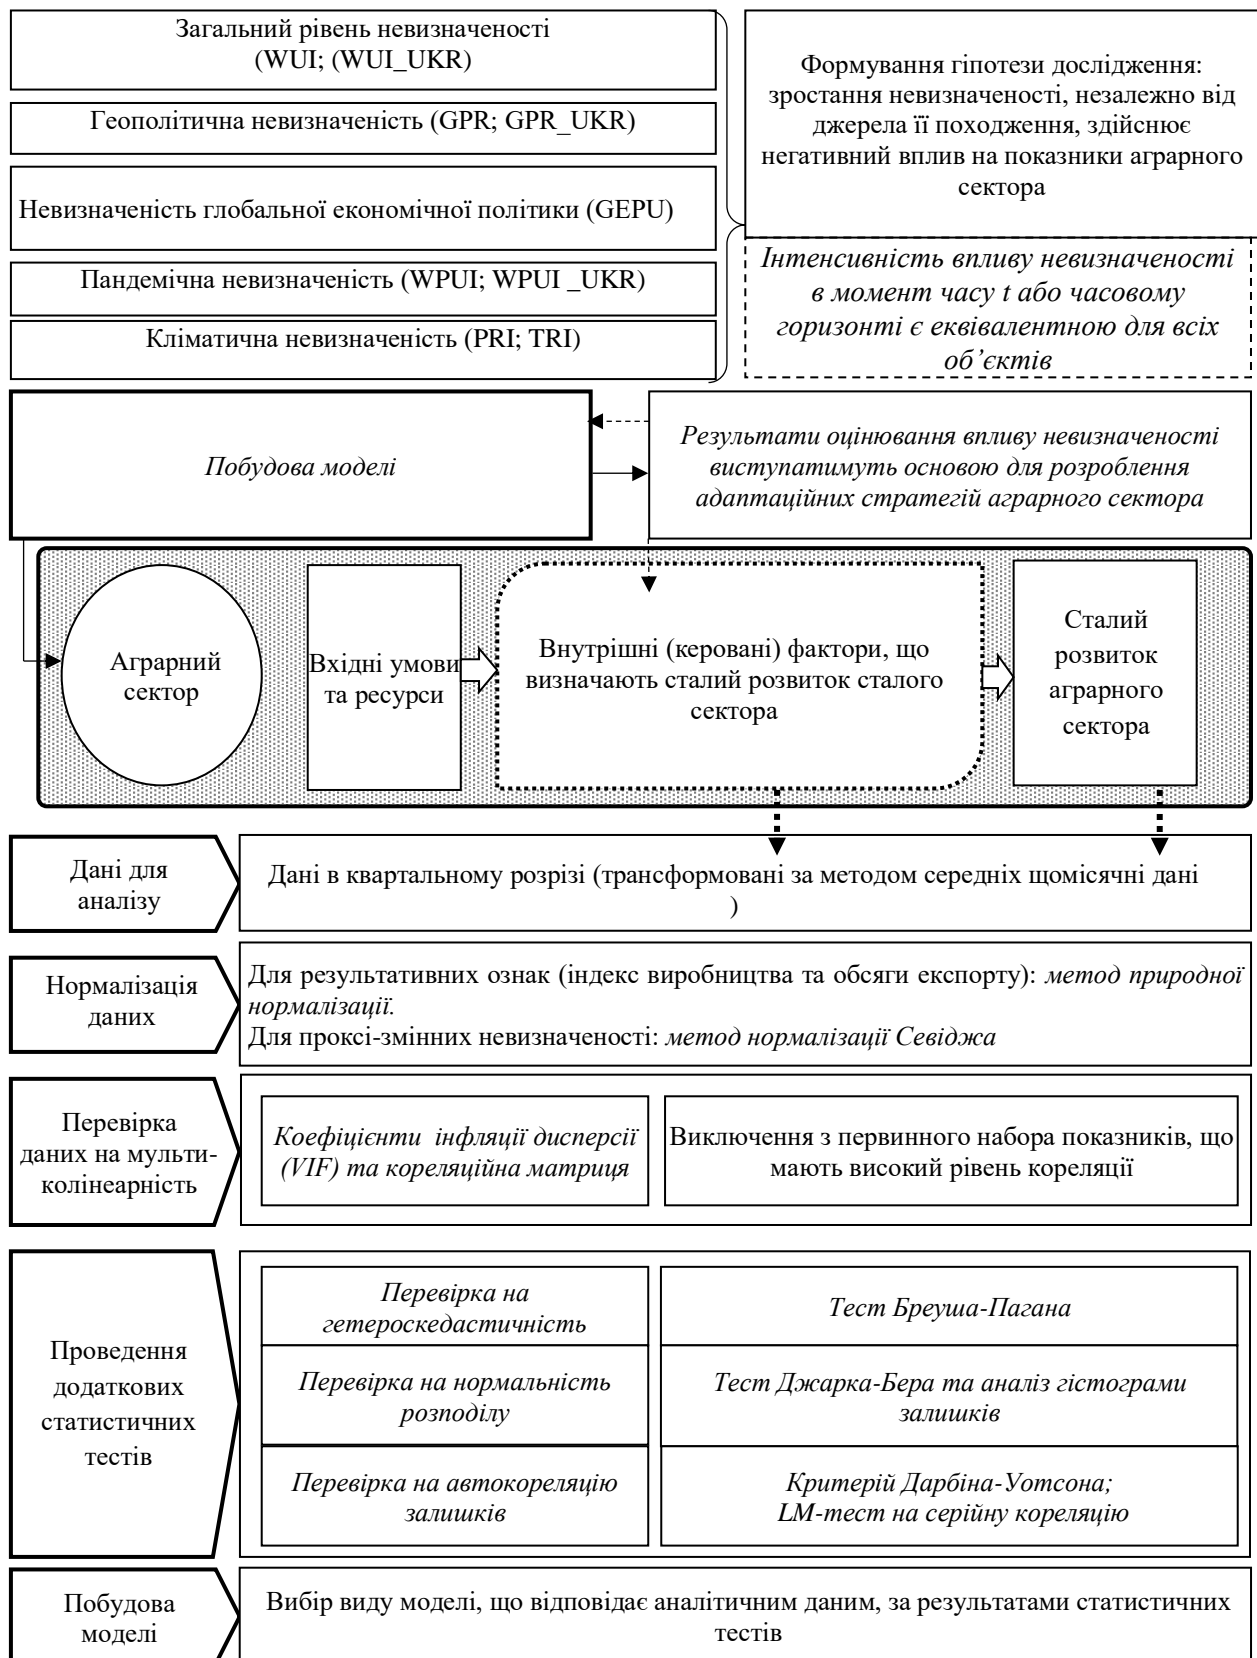 Загальний рівень невизначеності
(WUI; (WUI_UKR)
Геополітична невизначеність (GPR; GPR_UKR)
Невизначеність глобальної економічної політики (GEPU)
Пандемічна невизначеність (WPUI; WPUI _UKR)
Кліматична невизначеність (PRI; TRI)
Формування гіпотези дослідження:
зростання невизначеності, незалежно від
джерела її походження, здійснює
негативний вплив на показники аграрного
сектора
Інтенсивність впливу невизначеності
в момент часу t або часовому
горизонті є еквівалентною для всіх
об’єктів
Побудова моделі
Результати оцінювання впливу невизначеності
виступатимуть основою для розроблення
адаптаційних стратегій аграрного сектора
Аграрний
сектор
Вхідні умови
та ресурси
Внутрішні (керовані) фактори, що
визначають сталий розвиток сталого
сектора
Сталий
розвиток
аграрного
сектора
Дані для
аналізу
Дані в квартальному розрізі (трансформовані за методом середніх щомісячні дані
)
Нормалізація
даних
Для результативних ознак (індекс виробництва та обсяги експорту): метод природної
нормалізації.
Для проксі-змінних невизначеності: метод нормалізації Севіджа
Перевірка
даних на мульти-
колінеарність
Коефіцієнти інфляції дисперсії
(VIF) та кореляційна матриця
Виключення з первинного набора показників, що
мають високий рівень кореляції
Проведення
додаткових
статистичних
тестів
Перевірка на
гетероскедастичність
Тест Бреуша-Пагана
Перевірка на нормальність
розподілу
Тест Джарка-Бера та аналіз гістограми
залишків
Перевірка на автокореляцію
залишків
Критерій Дарбіна-Уотсона;
LM-тест на серійну кореляцію
Побудова
моделі
Вибір виду моделі, що відповідає аналітичним даним, за результатами статистичних
тестів